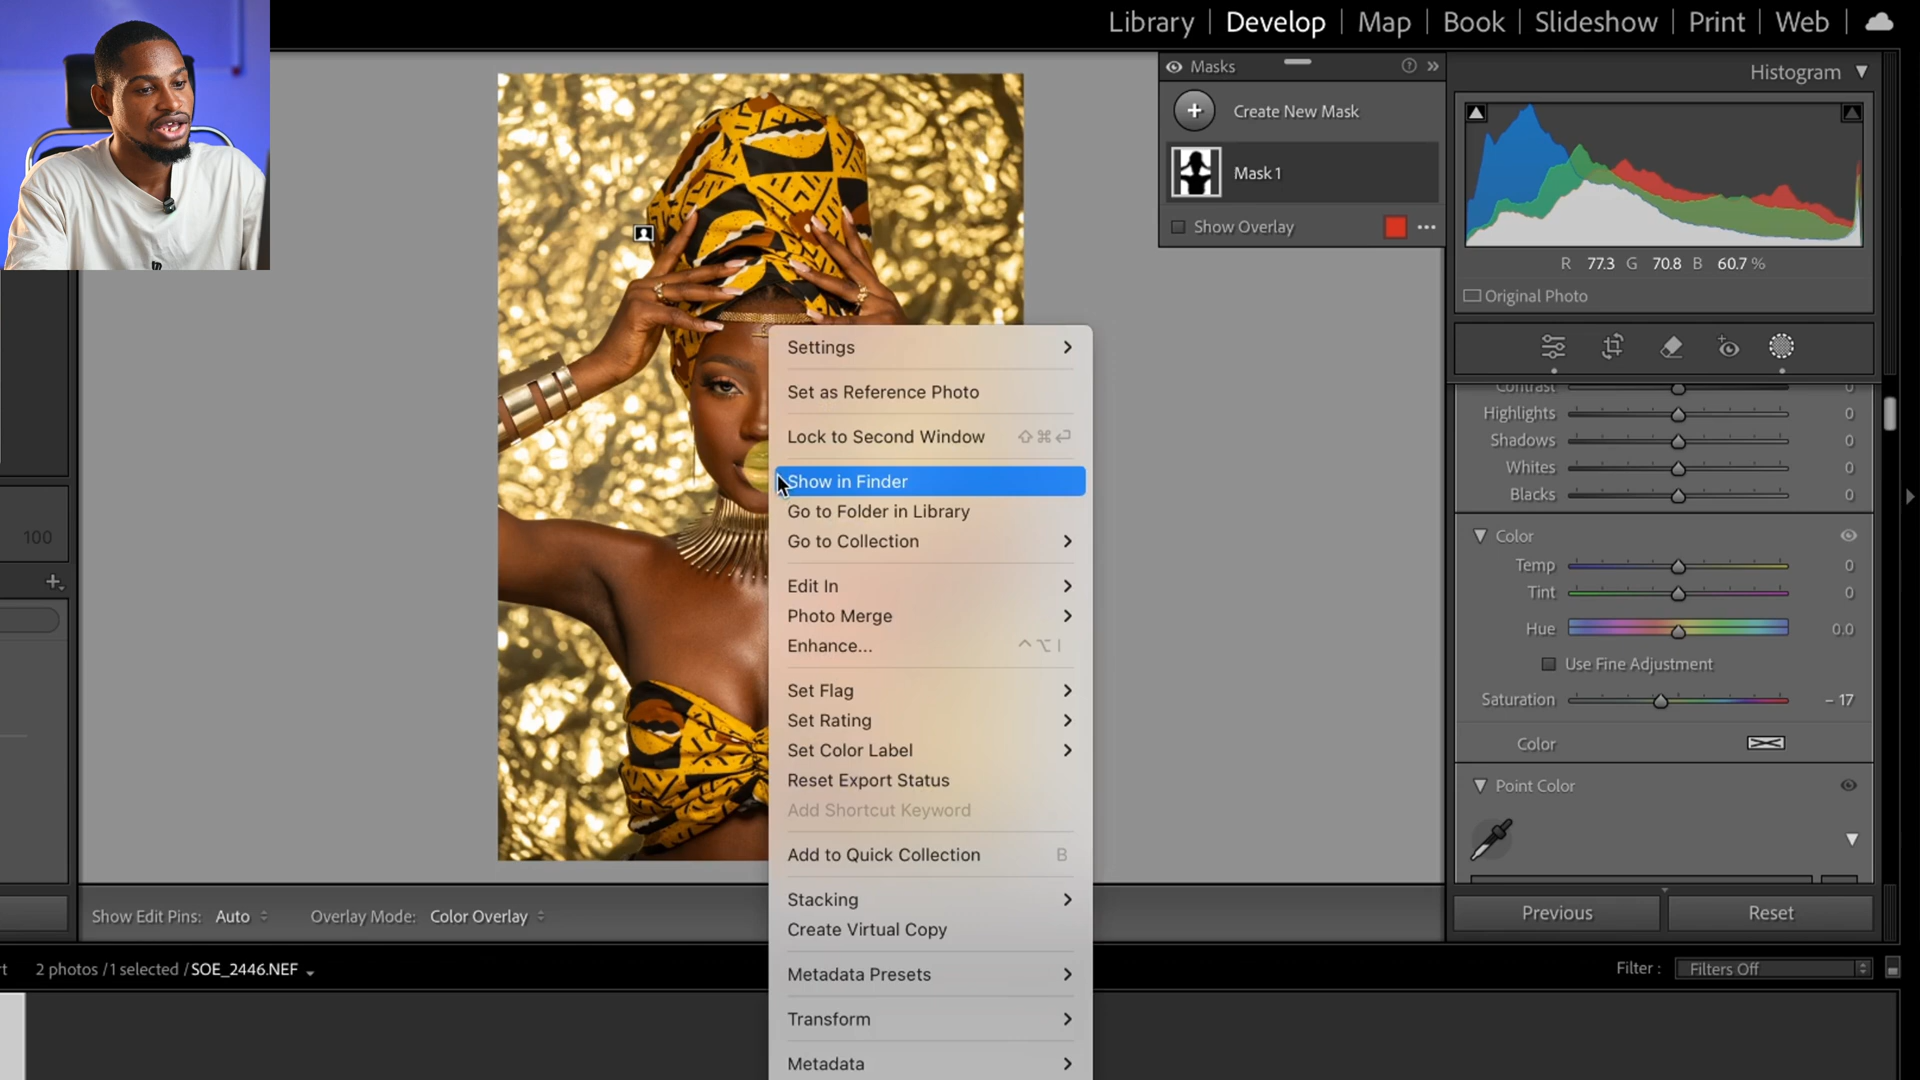 Library | Develop | Map | Book | Slideshow | Print | Web
Masks
Create New Mask
Mask 1
Show Overlay
Histogram
R 77.3 G 70.8 B 60.7 %
Original Photo
Contrast 0
Highlights 0
Shadows 0
Whites 0
Blacks 0
Color
Temp 0
Tint 0
Hue 0.0
Use Fine Adjustment
Saturation – 17
Color
Point Color
Previous
Reset
Settings
Set as Reference Photo
Lock to Second Window ⇧⌘↩
Show in Finder
Go to Folder in Library
Go to Collection
Edit In
Photo Merge
Enhance... ^⌥I
Set Flag
Set Rating
Set Color Label
Reset Export Status
Add Shortcut Keyword
Add to Quick Collection B
Stacking
Create Virtual Copy
Metadata Presets
Transform
Metadata
100
Show Edit Pins: Auto
Overlay Mode: Color Overlay
2 photos / 1 selected / SOE_2446.NEF
Filter : Filters Off